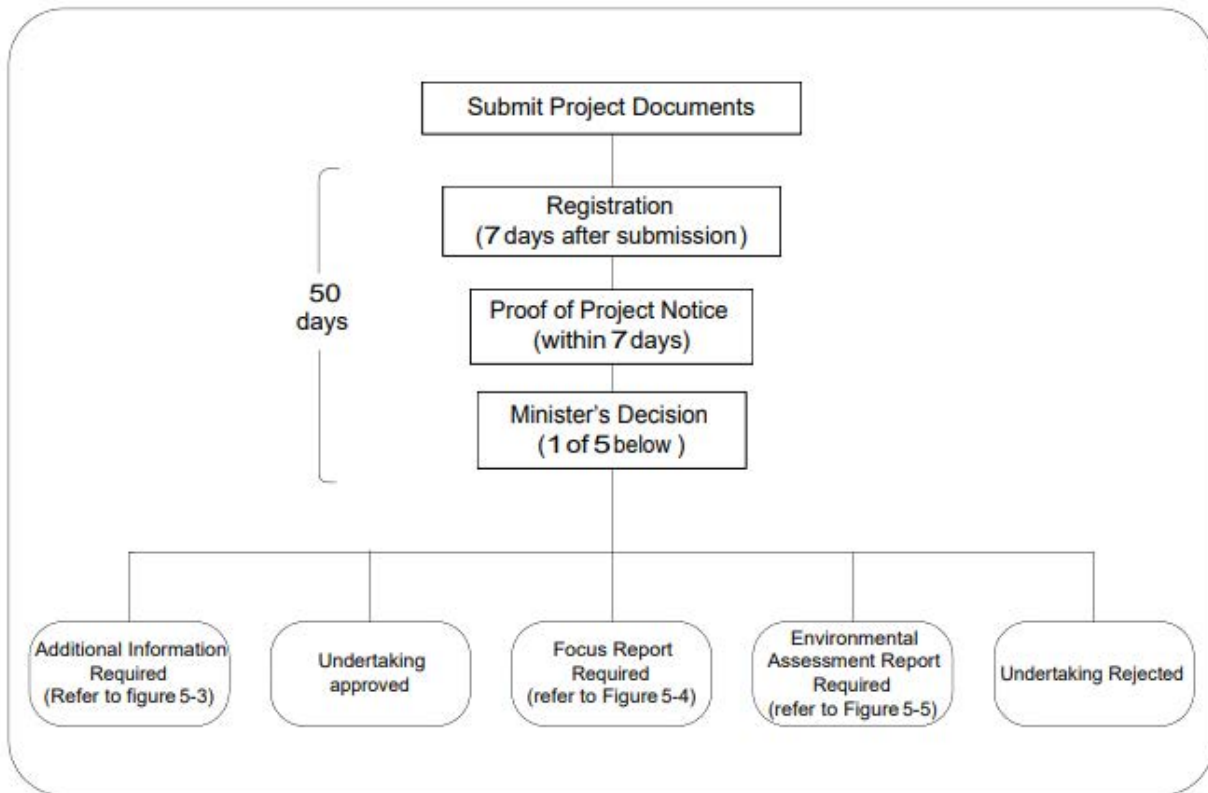 Submit Project Documents
Registration
(7 days after submission)
50
days
Proof of Project Notice
(within 7 days)
Minister's Decision
(1 of 5 below)
Additional Information
Required
(Refer to figure 5-3)
Undertaking
approved
Focus Report
Required
(refer to Figure 5-4)
Environmental
Assessment Report
Required
(refer to Figure 5-5)
Undertaking Rejected